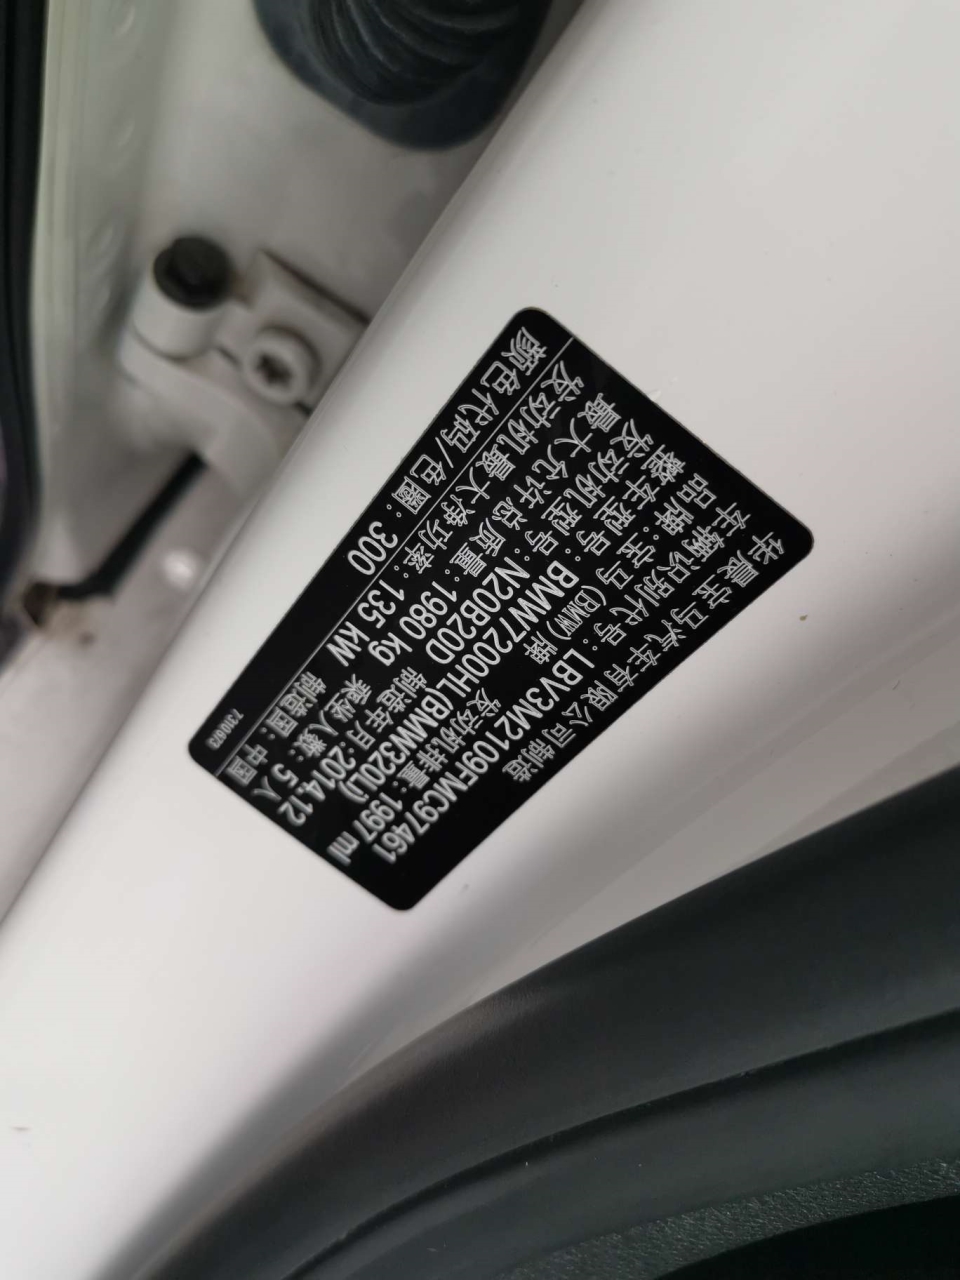 华晨宝马汽车有限公司制造
车辆识别代号：LBV3M2109FMC97461
品牌：宝马(BMW)牌 发动机排量：1997 ml
整车型号：BMW7200HL(BMW320Li)
发动机型号：N20B20D 制造年月：2014.12
最大允许总质量：1980 kg 乘坐人数：5 人
发动机最大净功率：135 kW 制造国：中国
颜色代码/色圈：300